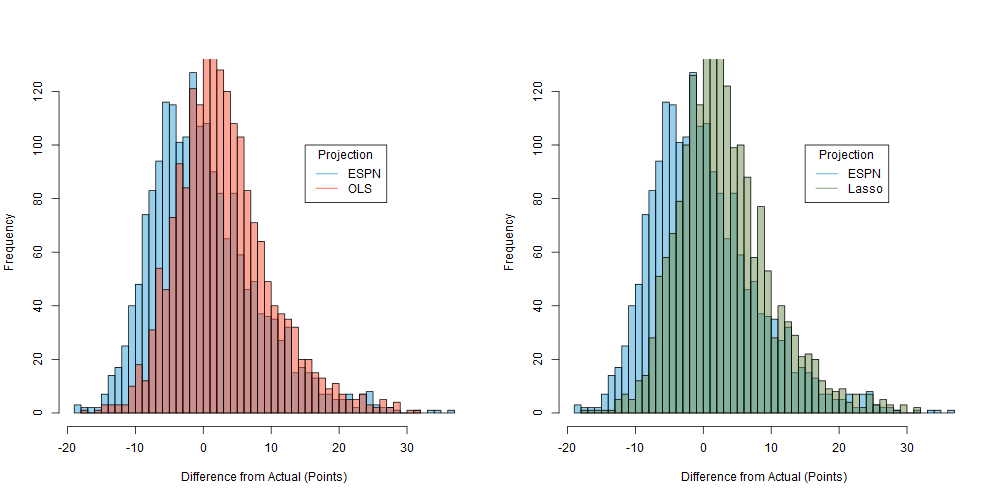 120
100
80
60
40
20
0
Frequency
Projection
ESPN
OLS
-20 -10 0 10 20 30
Difference from Actual (Points)
120
100
80
60
40
20
0
Frequency
Projection
ESPN
Lasso
-20 -10 0 10 20 30
Difference from Actual (Points)